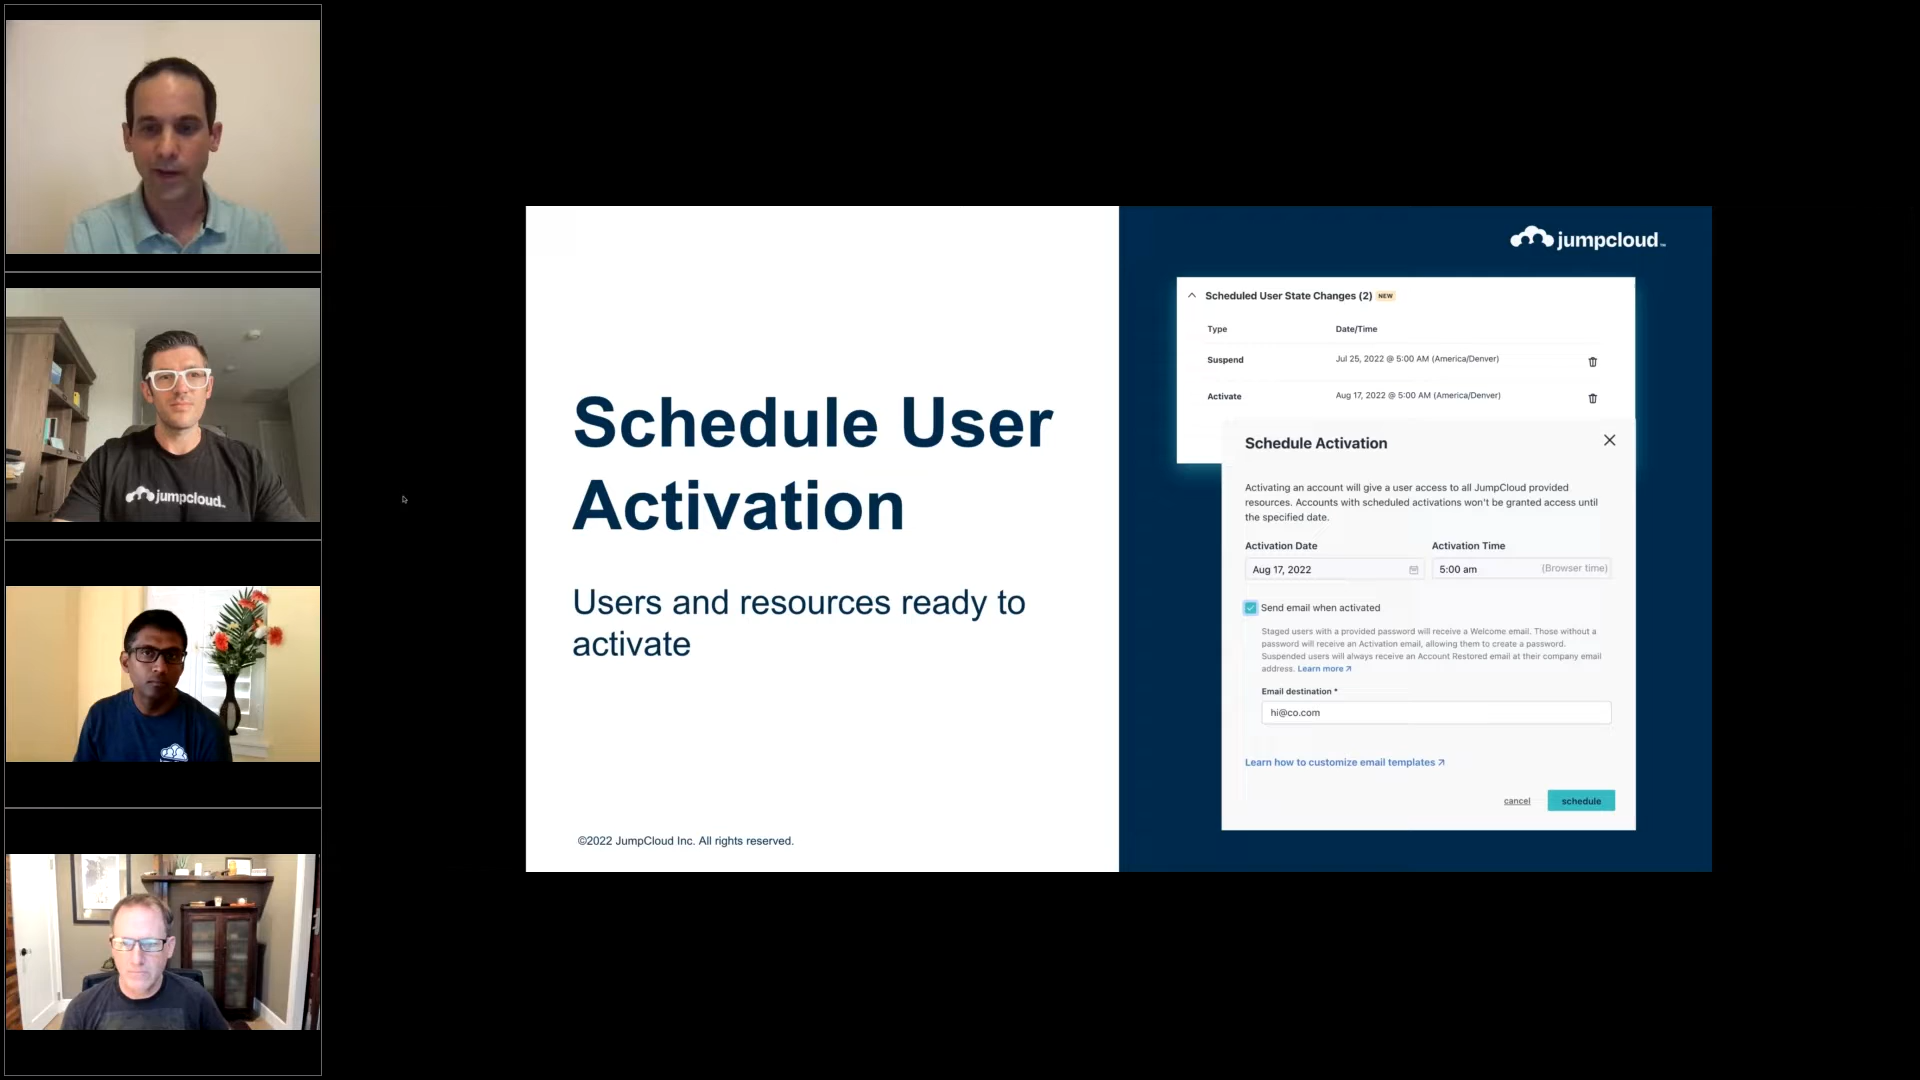 jumpcloud
Schedule User
Activation
Users and resources ready to
activate
©2022 JumpCloud Inc. All rights reserved.
jumpcloud
Scheduled User State Changes (2) NEW
Type Date/Time
Suspend Jul 25, 2022 @ 5:00 AM (America/Denver)
Activate Aug 17, 2022 @ 5:00 AM (America/Denver)
Schedule Activation
Activating an account will give a user access to all JumpCloud provided
resources. Accounts with scheduled activations won't be granted access until
the specified date.
Activation Date Activation Time
Aug 17, 2022 5:00 am (Browser time)
Send email when activated
Staged users with a provided password will receive a Welcome email. Those without a
password will receive an Activation email, allowing them to create a password.
Suspended users will always receive an Account Restored email at their company email
address. Learn more
Email destination *
hi@co.com
Learn how to customize email templates
cancel schedule